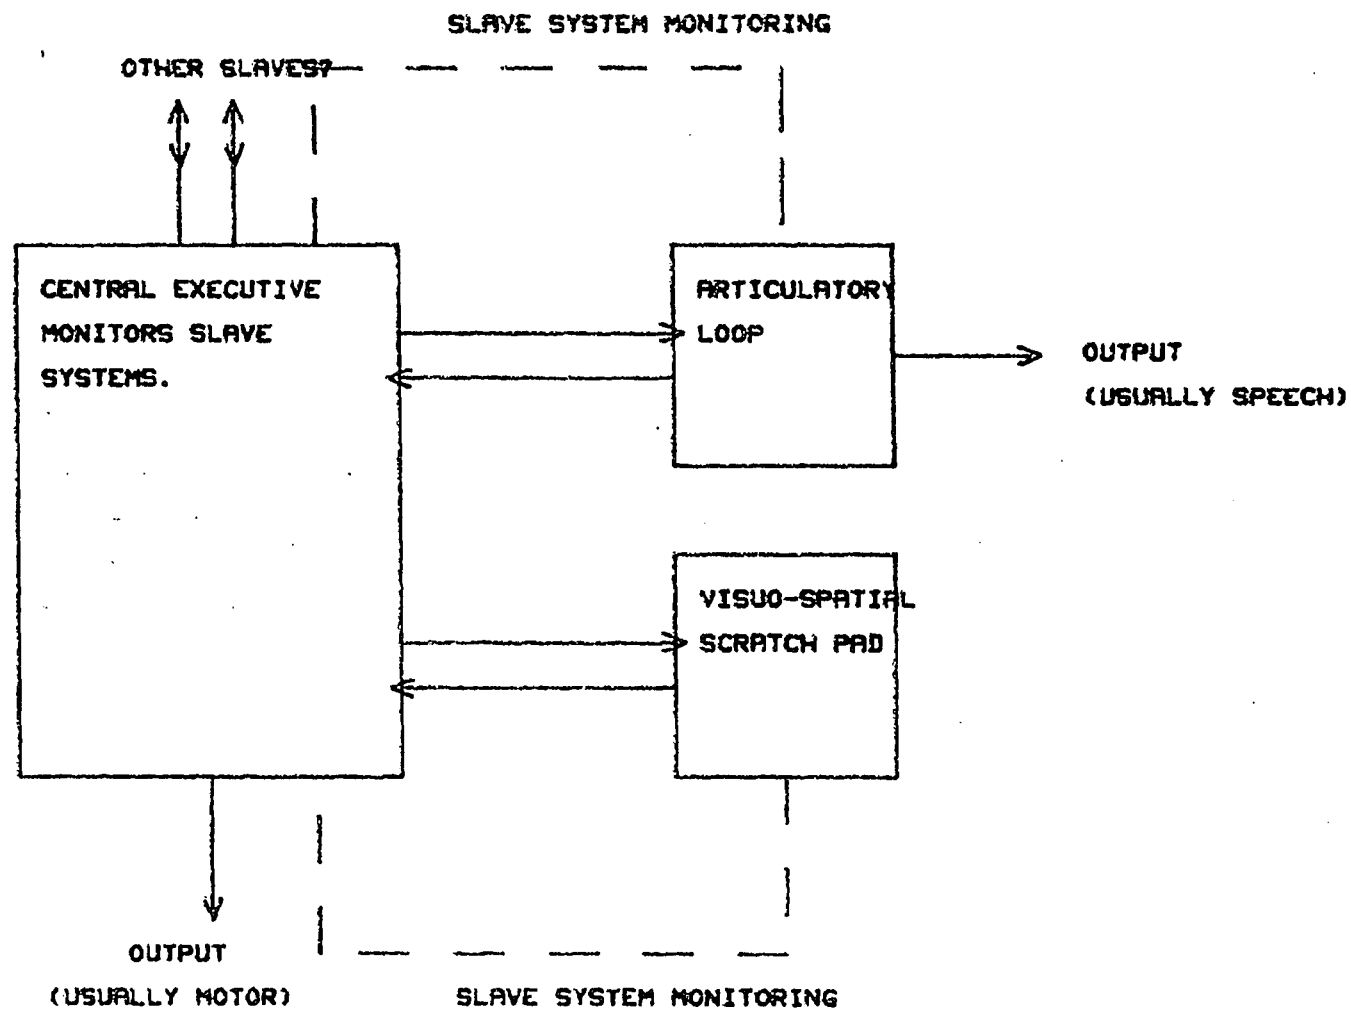 SLAVE SYSTEM MONITORING
OTHER SLAVES?
CENTRAL EXECUTIVE
MONITORS SLAVE
SYSTEMS.
ARTICULATORY
LOOP
OUTPUT
(USUALLY SPEECH)
VISUO-SPATIAL
SCRATCH PAD
OUTPUT
(USUALLY MOTOR)
SLAVE SYSTEM MONITORING